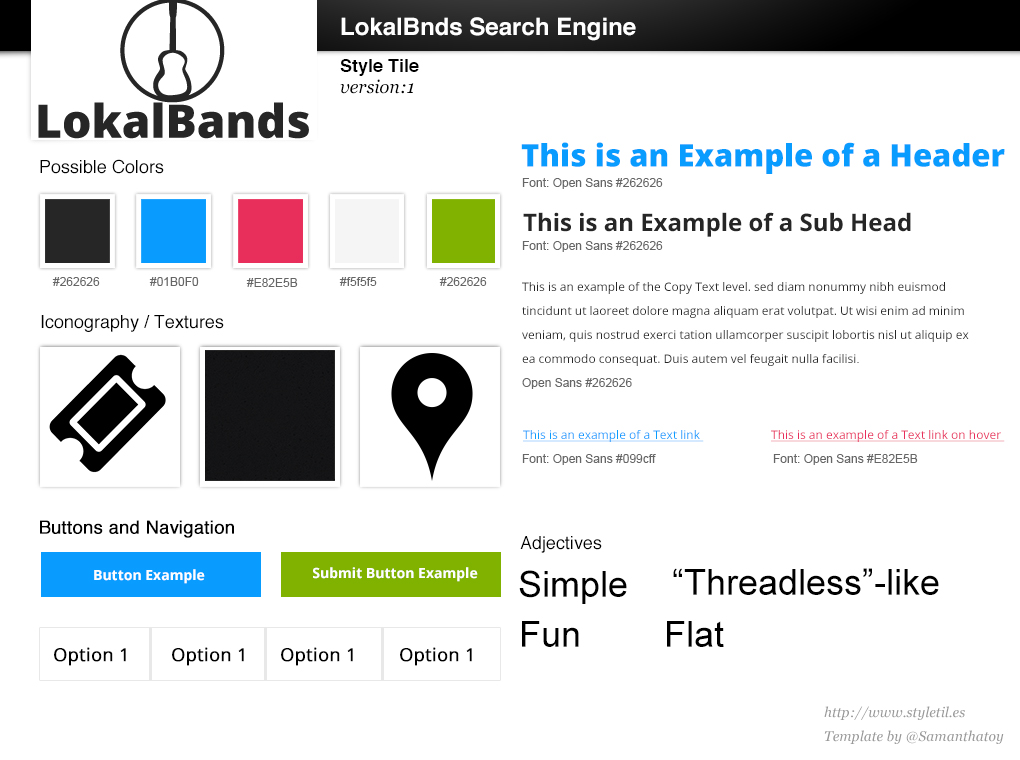 LokalBnds Search Engine
Style Tile
version:1
LokalBands
Possible Colors
#262626
#01B0F0
#E82E5B
#f5f5f5
#262626
Iconography / Textures
Buttons and Navigation
Button Example
Submit Button Example
Option 1
Option 1
Option 1
Option 1
This is an Example of a Header
Font: Open Sans #262626
This is an Example of a Sub Head
Font: Open Sans #262626
This is an example of the Copy Text level. sed diam nonummy nibh euismod
tincidunt ut laoreet dolore magna aliquam erat volutpat. Ut wisi enim ad minim
veniam, quis nostrud exerci tation ullamcorper suscipit lobortis nisl ut aliquip ex
ea commodo consequat. Duis autem vel feugait nulla facilisi.
Open Sans #262626
This is an example of a Text link
Font: Open Sans #099cff
This is an example of a Text link on hover
Font: Open Sans #E82E5B
Adjectives
Simple
“Threadless”-like
Fun
Flat
http://www.styletil.es
Template by @Samanthatoy